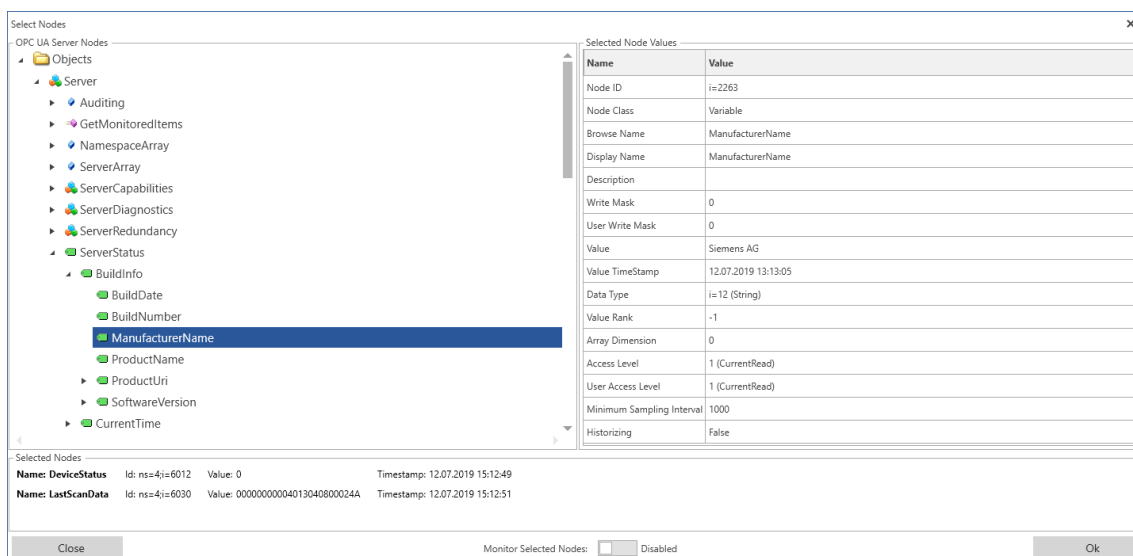 Select Nodes
OPC UA Server Nodes
Objects
Server
Auditing
GetMonitoredItems
NamespaceArray
ServerArray
ServerCapabilities
ServerDiagnostics
ServerRedundancy
ServerStatus
BuildInfo
BuildDate
BuildNumber
ManufacturerName
ProductName
ProductUri
SoftwareVersion
CurrentTime
Selected Node Values
Name Value
Node ID i=2263
Node Class Variable
Browse Name ManufacturerName
Display Name ManufacturerName
Description
Write Mask 0
User Write Mask 0
Value Siemens AG
Value TimeStamp 12.07.2019 13:13:05
Data Type i=12 (String)
Value Rank -1
Array Dimension 0
Access Level 1 (CurrentRead)
User Access Level 1 (CurrentRead)
Minimum Sampling Interval 1000
Historizing False
Selected Nodes
Name: DeviceStatus Id: ns=4;i=6012 Value: 0 Timestamp: 12.07.2019 15:12:49
Name: LastScanData Id: ns=4;i=6030 Value: 00000000004013040800024A Timestamp: 12.07.2019 15:12:51
Close Monitor Selected Nodes: Disabled Ok